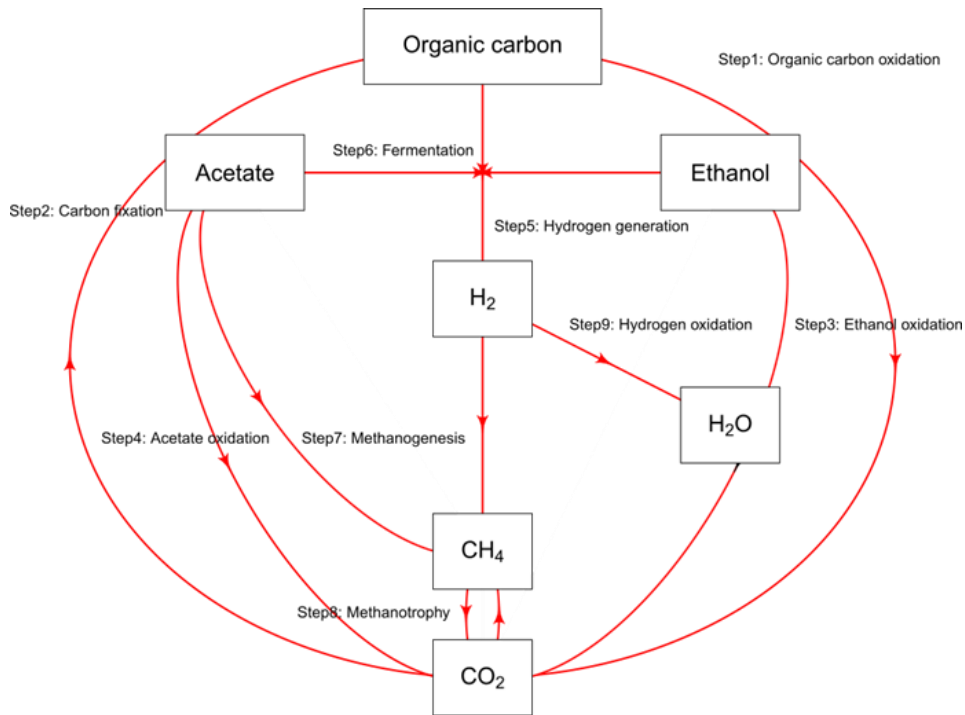 Organic carbon
Step1: Organic carbon oxidation
Step6: Fermentation
Acetate
Ethanol
Step2: Carbon fixation
Step5: Hydrogen generation
H₂
Step9: Hydrogen oxidation
Step3: Ethanol oxidation
H₂O
Step4: Acetate oxidation
Step7: Methanogenesis
CH₄
Step8: Methanotrophy
CO₂